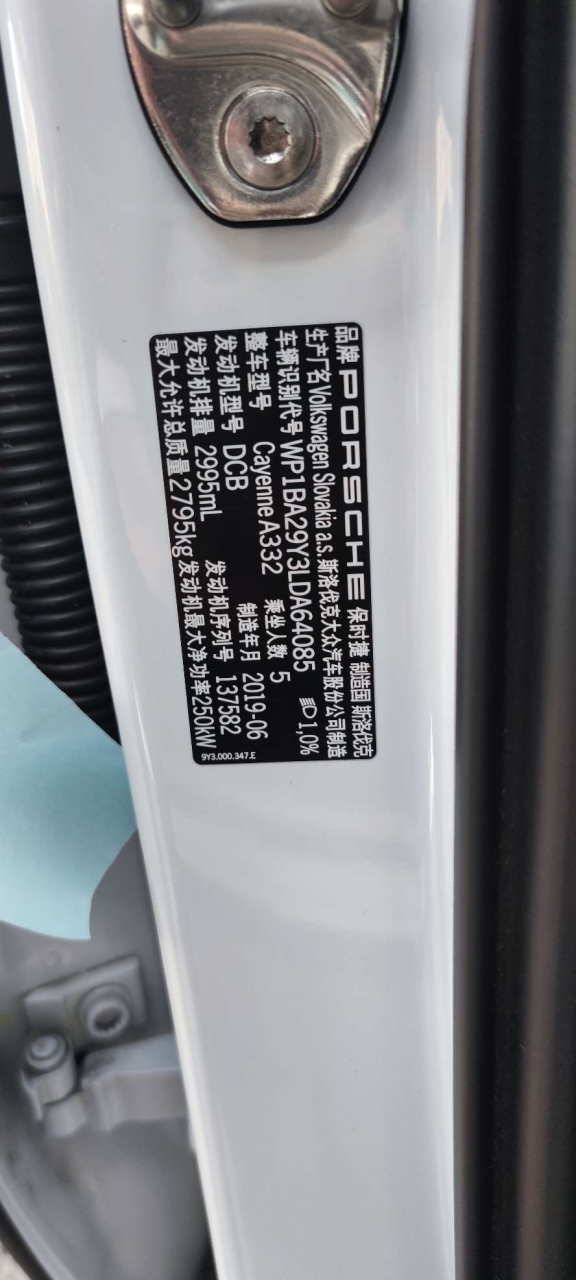 品牌 PORSCHE 保时捷 制造国 斯洛伐克
生产厂名 Volkswagen Slovakia a.s. 斯洛伐克大众汽车股份公司制造
车辆识别代号 WP1BA29Y3LDA64085 1,0%
整车型号 Cayenne A332 乘坐人数 5
发动机型号 DCB 制造年月 2019-06
发动机排量 2995mL 发动机序列号 137582
最大允许总质量 2795kg 发动机最大净功率 250kW
9Y3.000.347.E